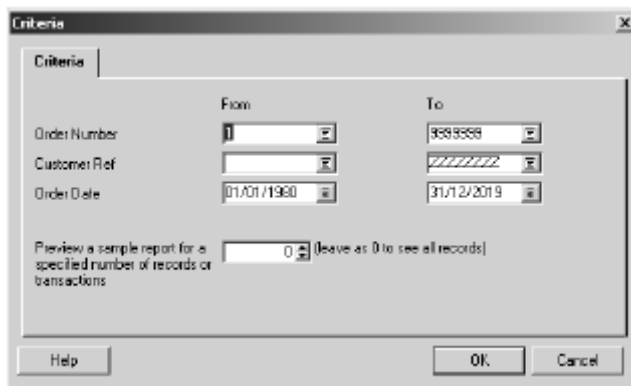 Criteria
Criteria
From To
Order Number 1 9999999
Customer Ref ZZZZZZZZ
Order Date 01/01/1980 31/12/2019
Preview a sample report for a
specified number of records or
transactions
0 (leave as 0 to see all records)
Help OK Cancel